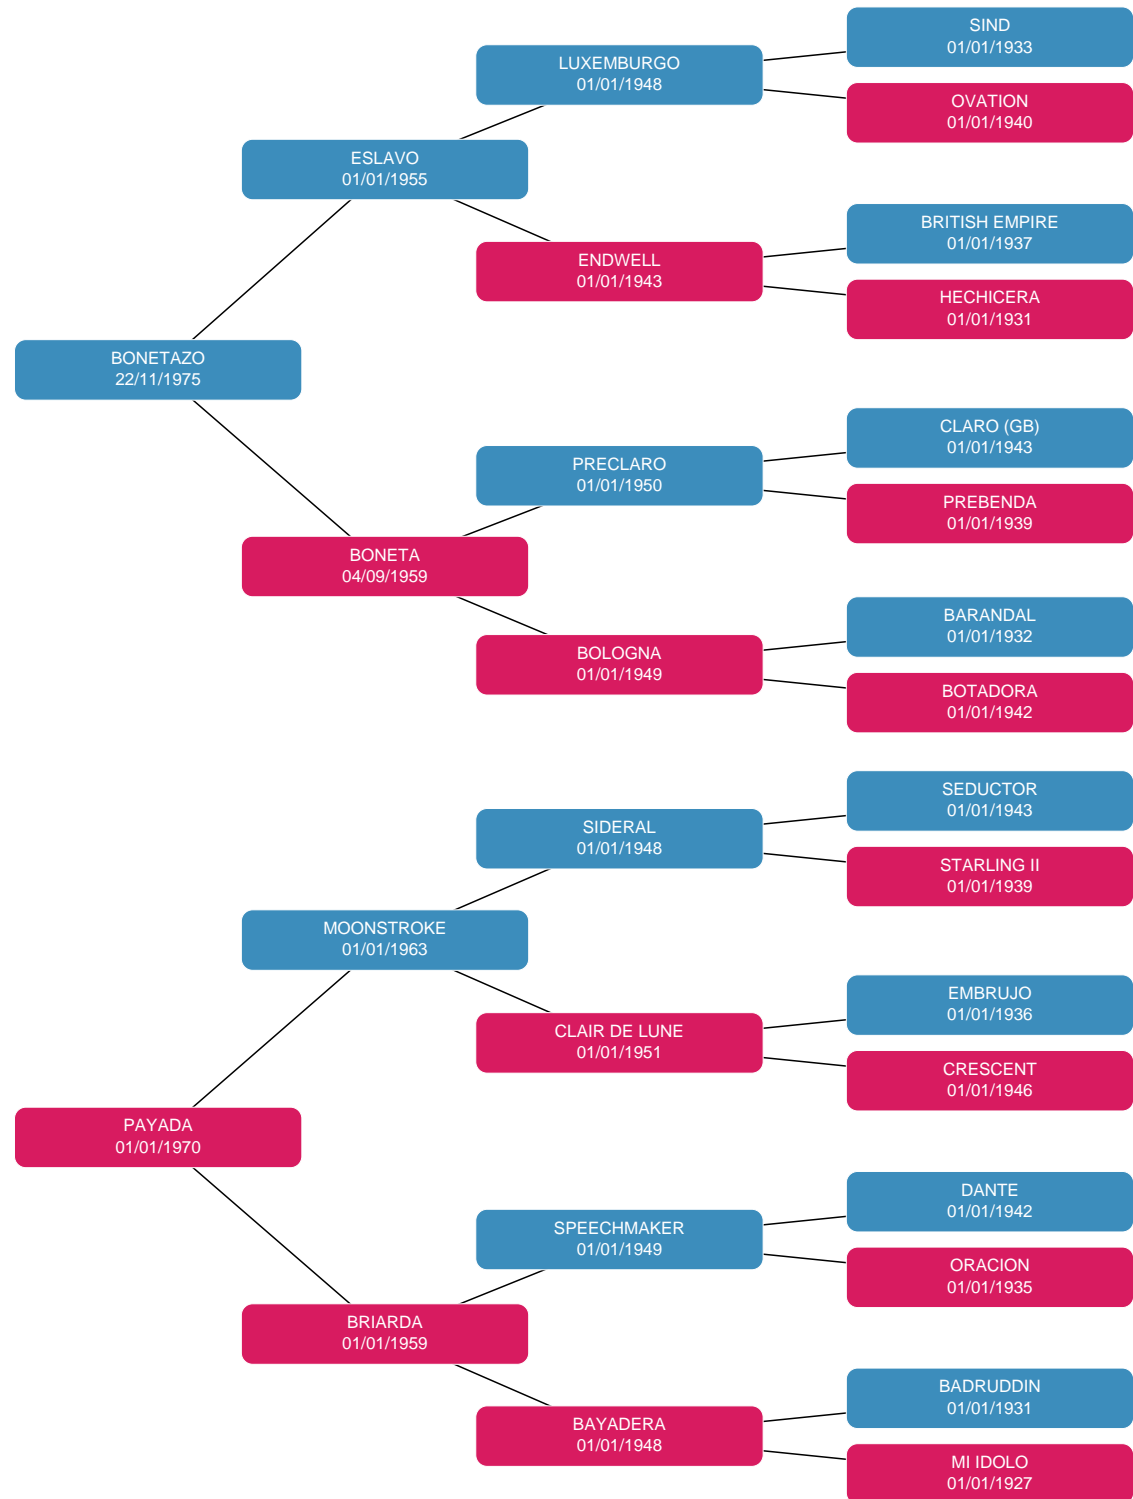 SIND
01/01/1933
LUXEMBURGO
01/01/1948
OVATION
01/01/1940
ESLAVO
01/01/1955
BRITISH EMPIRE
01/01/1937
ENDWELL
01/01/1943
HECHICERA
01/01/1931
BONETAZO
22/11/1975
CLARO (GB)
01/01/1943
PRECLARO
01/01/1950
PREBENDA
01/01/1939
BONETA
04/09/1959
BARANDAL
01/01/1932
BOLOGNA
01/01/1949
BOTADORA
01/01/1942
SEDUCTOR
01/01/1943
SIDERAL
01/01/1948
STARLING II
01/01/1939
MOONSTROKE
01/01/1963
EMBRUJO
01/01/1936
CLAIR DE LUNE
01/01/1951
CRESCENT
01/01/1946
PAYADA
01/01/1970
DANTE
01/01/1942
SPEECHMAKER
01/01/1949
ORACION
01/01/1935
BRIARDA
01/01/1959
BADRUDDIN
01/01/1931
BAYADERA
01/01/1948
MI IDOLO
01/01/1927